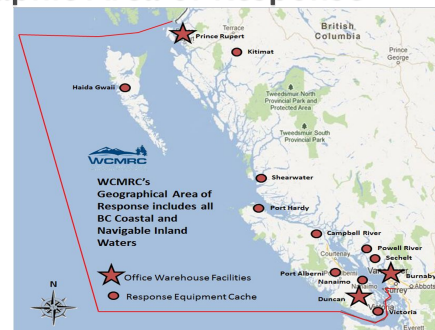 British
Columbia
Terrace
Prince Rupert
Kitimat
Prince
George
Haida Gwaii
Tweedsmuir North
Provincial Park and
Protected Area
Tweedsmuir South
Provincial Park
WCMRC
WCMRC's
Geographical Area of
Response includes all
BC Coastal and
Navigable Inland
Waters
Shearwater
Port Hardy
Campbell River
Powell River
Courtenay
Sechelt
Port Alberni
Nanaimo
Nanaimo
Burnaby
Surrey
Abbots
Duncan
Victoria
Everett
Office Warehouse Facilities
Response Equipment Cache
N